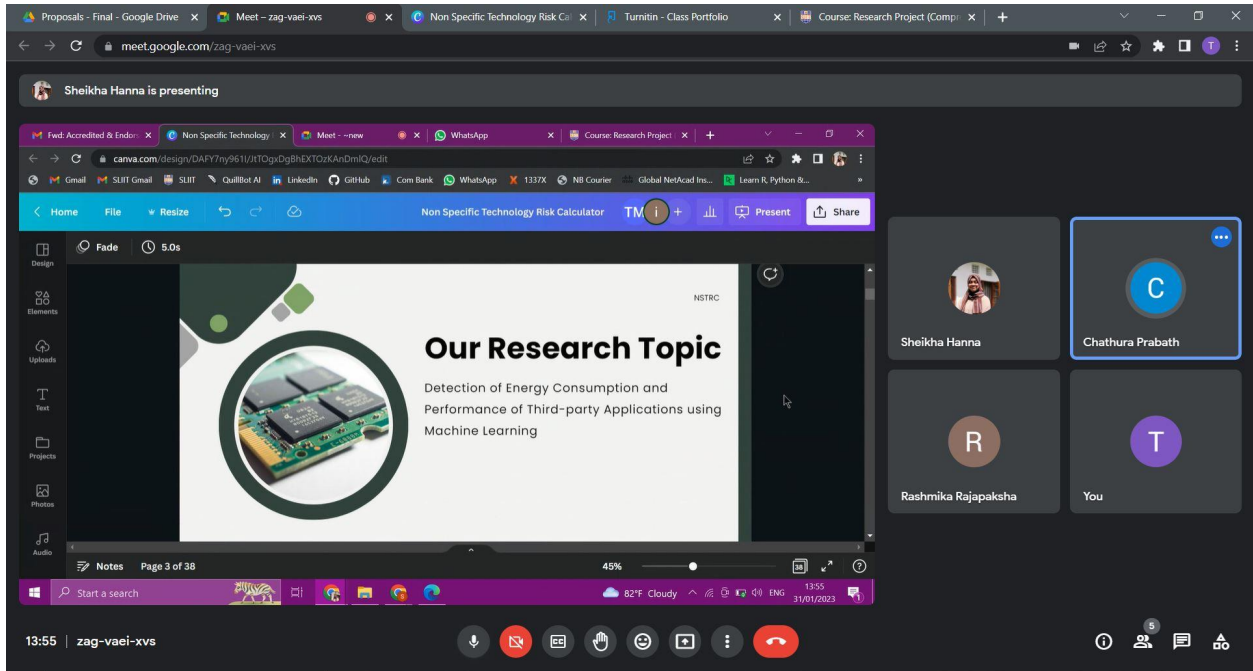 Proposals - Final - Google Drive
Meet – zag-vaei-xvs
Non Specific Technology Risk Cal
Turnitin - Class Portfolio
Course: Research Project (Compr
meet.google.com/zag-vaei-xvs
T
Sheikha Hanna is presenting
Fwd: Accredited & Endors
Non Specific Technology
Meet - --new
WhatsApp
Course: Research Project
canva.com/design/DAFY7ny961I/JtTOgxDgBhEXTOzKAnDmlQ/edit
Gmail
SLIIT Gmail
SLIIT
QuillBot AI
LinkedIn
GitHub
Com Bank
WhatsApp
1337X
NB Courier
Global NetAcad Ins...
Learn R, Python &...
Home
File
Resize
Non Specific Technology Risk Calculator
TM
i
Present
Share
Design
Elements
Uploads
Text
Projects
Photos
Audio
Fade
5.0s
NSTRC
Our Research Topic
Detection of Energy Consumption and
Performance of Third-party Applications using
Machine Learning
Notes
Page 3 of 38
45%
38
Start a search
82°F Cloudy
ENG
13:55
31/01/2023
1
Sheikha Hanna
C
Chathura Prabath
R
Rashmika Rajapaksha
T
You
13:55 | zag-vaei-xvs
CC
5